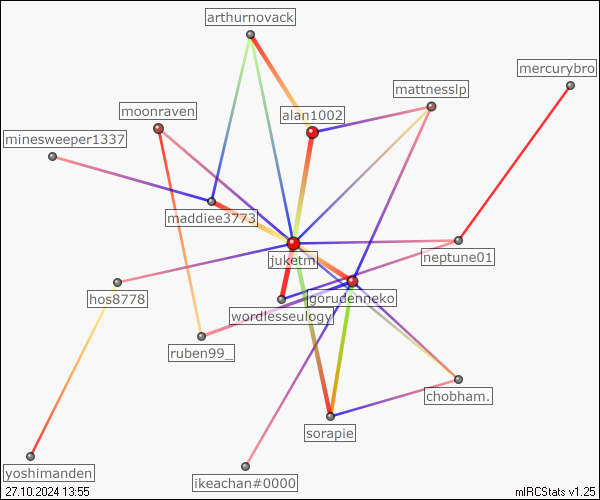 arthurnovack
mercurybro
mattnesslp
moonraven
alan1002
minesweeper1337
maddiee3773
juketm
neptune01
hos8778
gorudenneko
wordlesseulogy
ruben99_
chobham.
sorapie
yoshimanden
ikeachan#0000
27.10.2024 13:55
mIRCStats v1.25